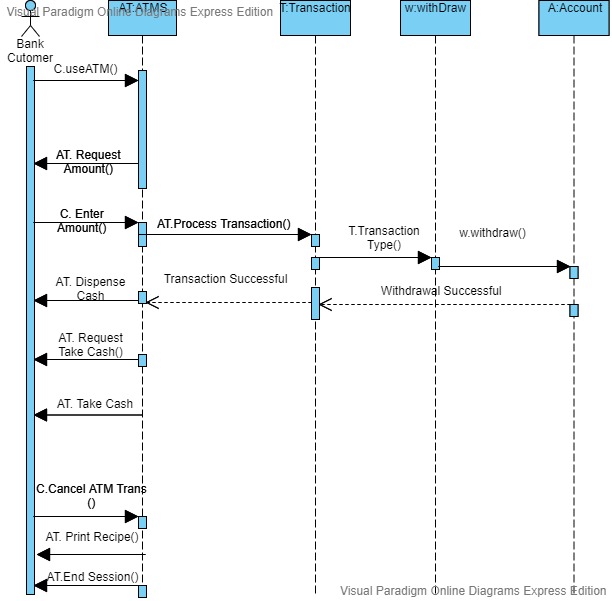 Visual Paradigm Online Diagrams Express Edition
AT:ATMS
T:Transaction
w:withDraw
A:Account
Bank
Cutomer
C.useATM()
AT. Request
Amount()
C. Enter
Amount()
AT.Process Transaction()
T.Transaction
Type()
w.withdraw()
AT. Dispense
Cash
Transaction Successful
Withdrawal Successful
AT. Request
Take Cash()
AT. Take Cash
C.Cancel ATM Trans
()
AT. Print Recipe()
AT.End Session()
Visual Paradigm Online Diagrams Express Edition